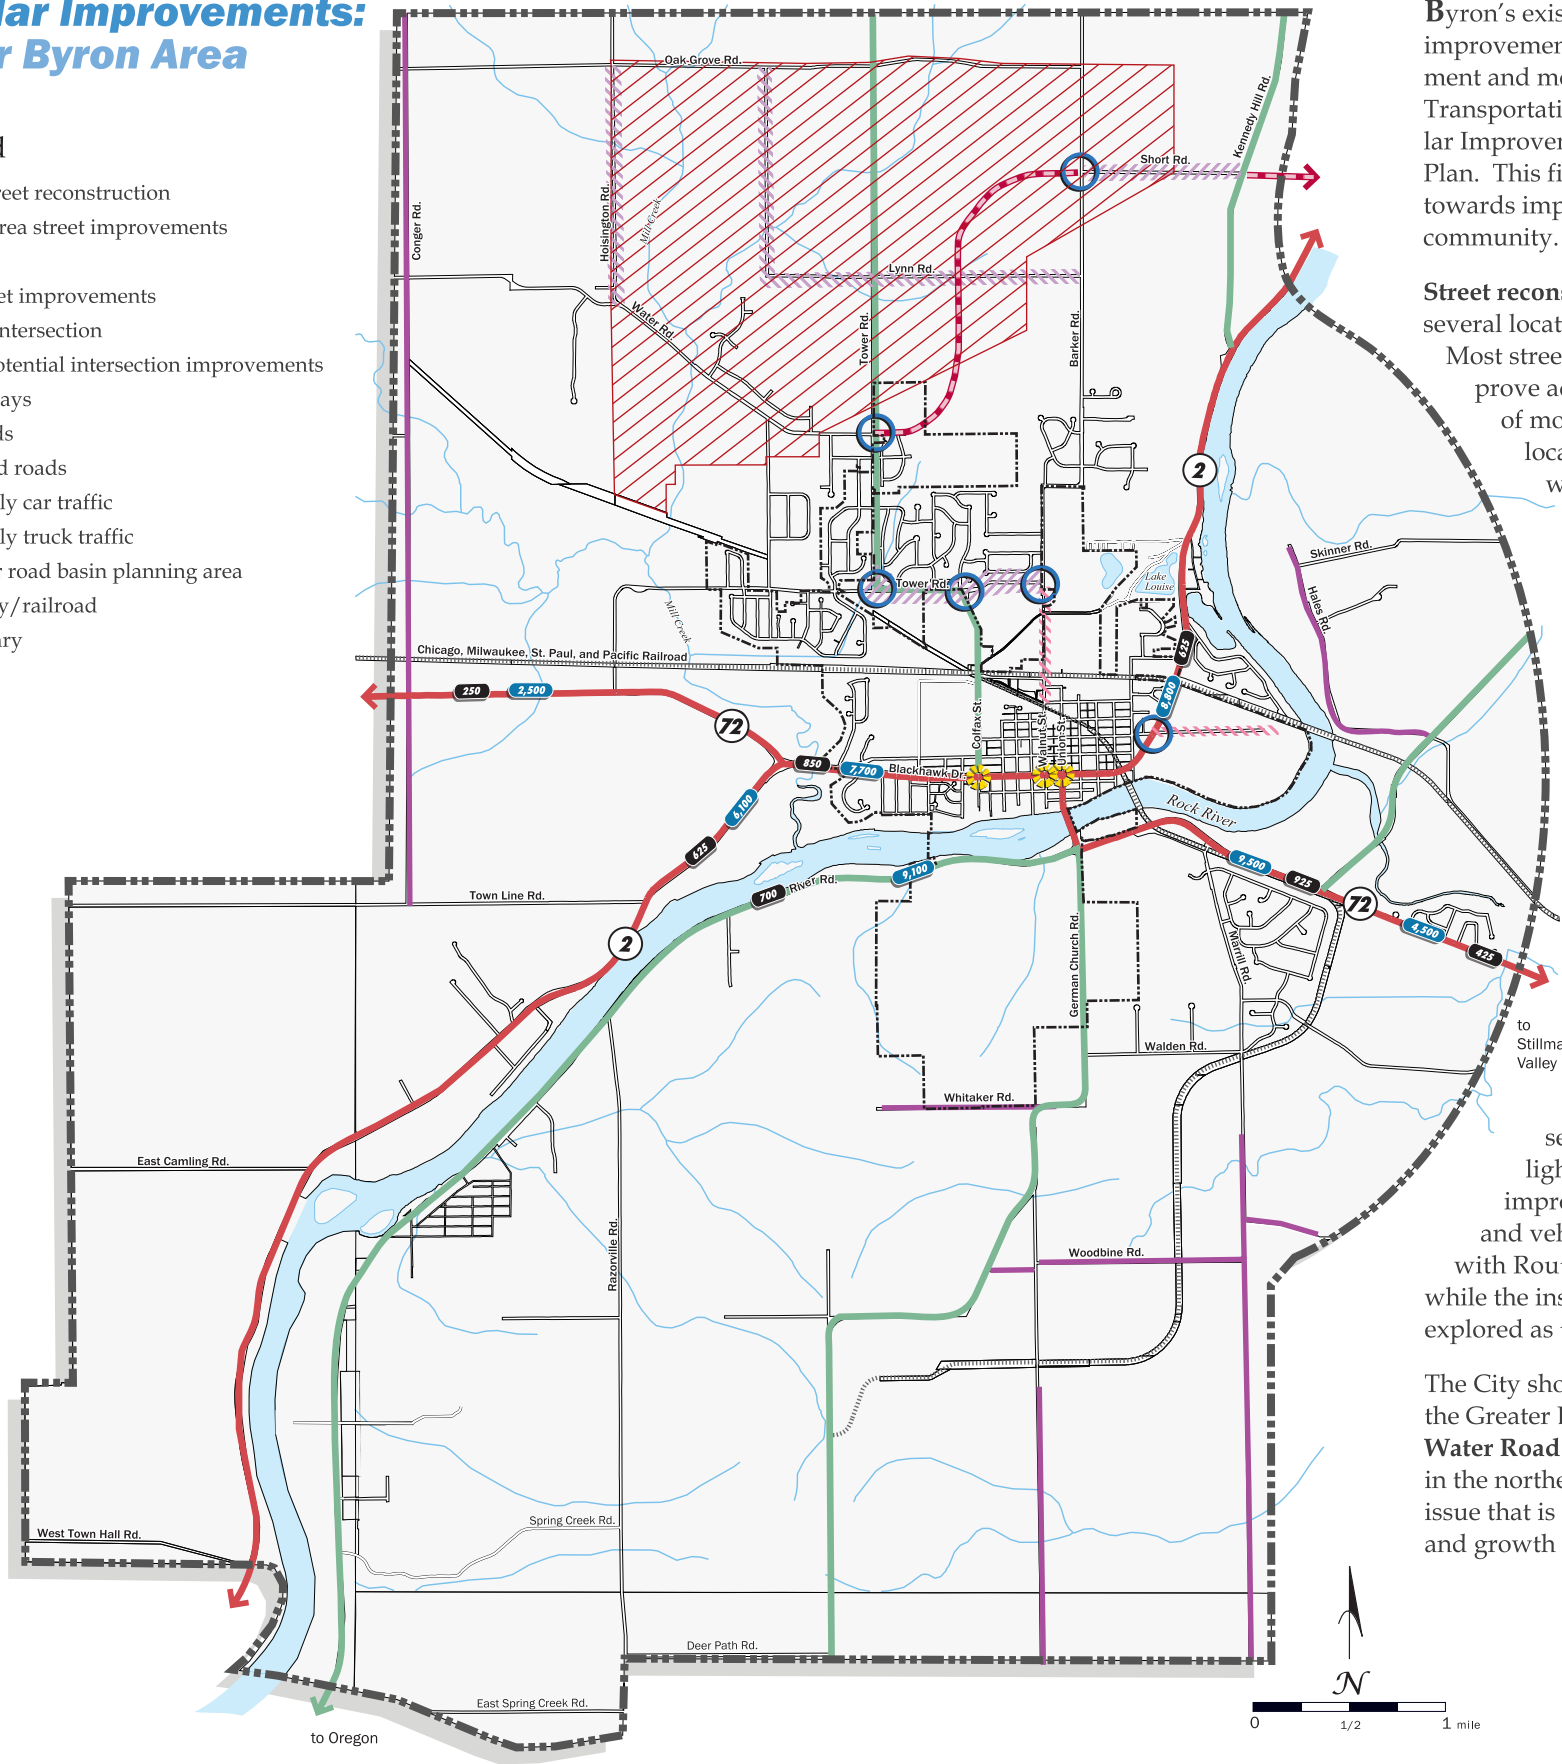 lar Improvements:
r Byron Area
d
reet reconstruction
rea street improvements
et improvements
ntersection
otential intersection improvements
ays
ds
d roads
ly car traffic
ly truck traffic
r road basin planning area
y/railroad
ary
Oak Grove Rd.
Kennedy Hill Rd.
Short Rd.
Conger Rd.
Hoisington Rd.
Mill Creek
Lynn Rd.
Water Rd.
Tower Rd.
Barker Rd.
2
Skinner Rd.
Lake
Louise
Hales Rd.
Tower Rd.
Mill Creek
Chicago, Milwaukee, St. Paul, and Pacific Railroad
625
250
2,500
8,800
72
Colfax St.
Walnut St.
Union St.
850
7,700
Blackhawk Dr.
6,100
Rock River
625
9,500
9,100
925
River Rd.
700
Town Line Rd.
72
4,500
2
German Church Rd.
Marrill Rd.
425
to
Stillma
Valley
Walden Rd.
Whitaker Rd.
East Camling Rd.
Razorville Rd.
Woodbine Rd.
Spring Creek Rd.
West Town Hall Rd.
Deer Path Rd.
East Spring Creek Rd.
to Oregon
N
0
1/2
1 mile
Byron's exis
improvemen
ment and mo
Transportati
lar Improver
Plan. This fi
towards imp
community.
Street recons
several locat
Most stree
prove ac
of mo
loca
w
se
ligh
impro
and veh
with Rou
while the ins
explored as t
The City sho
the Greater I
Water Road
in the northe
issue that is
and growth